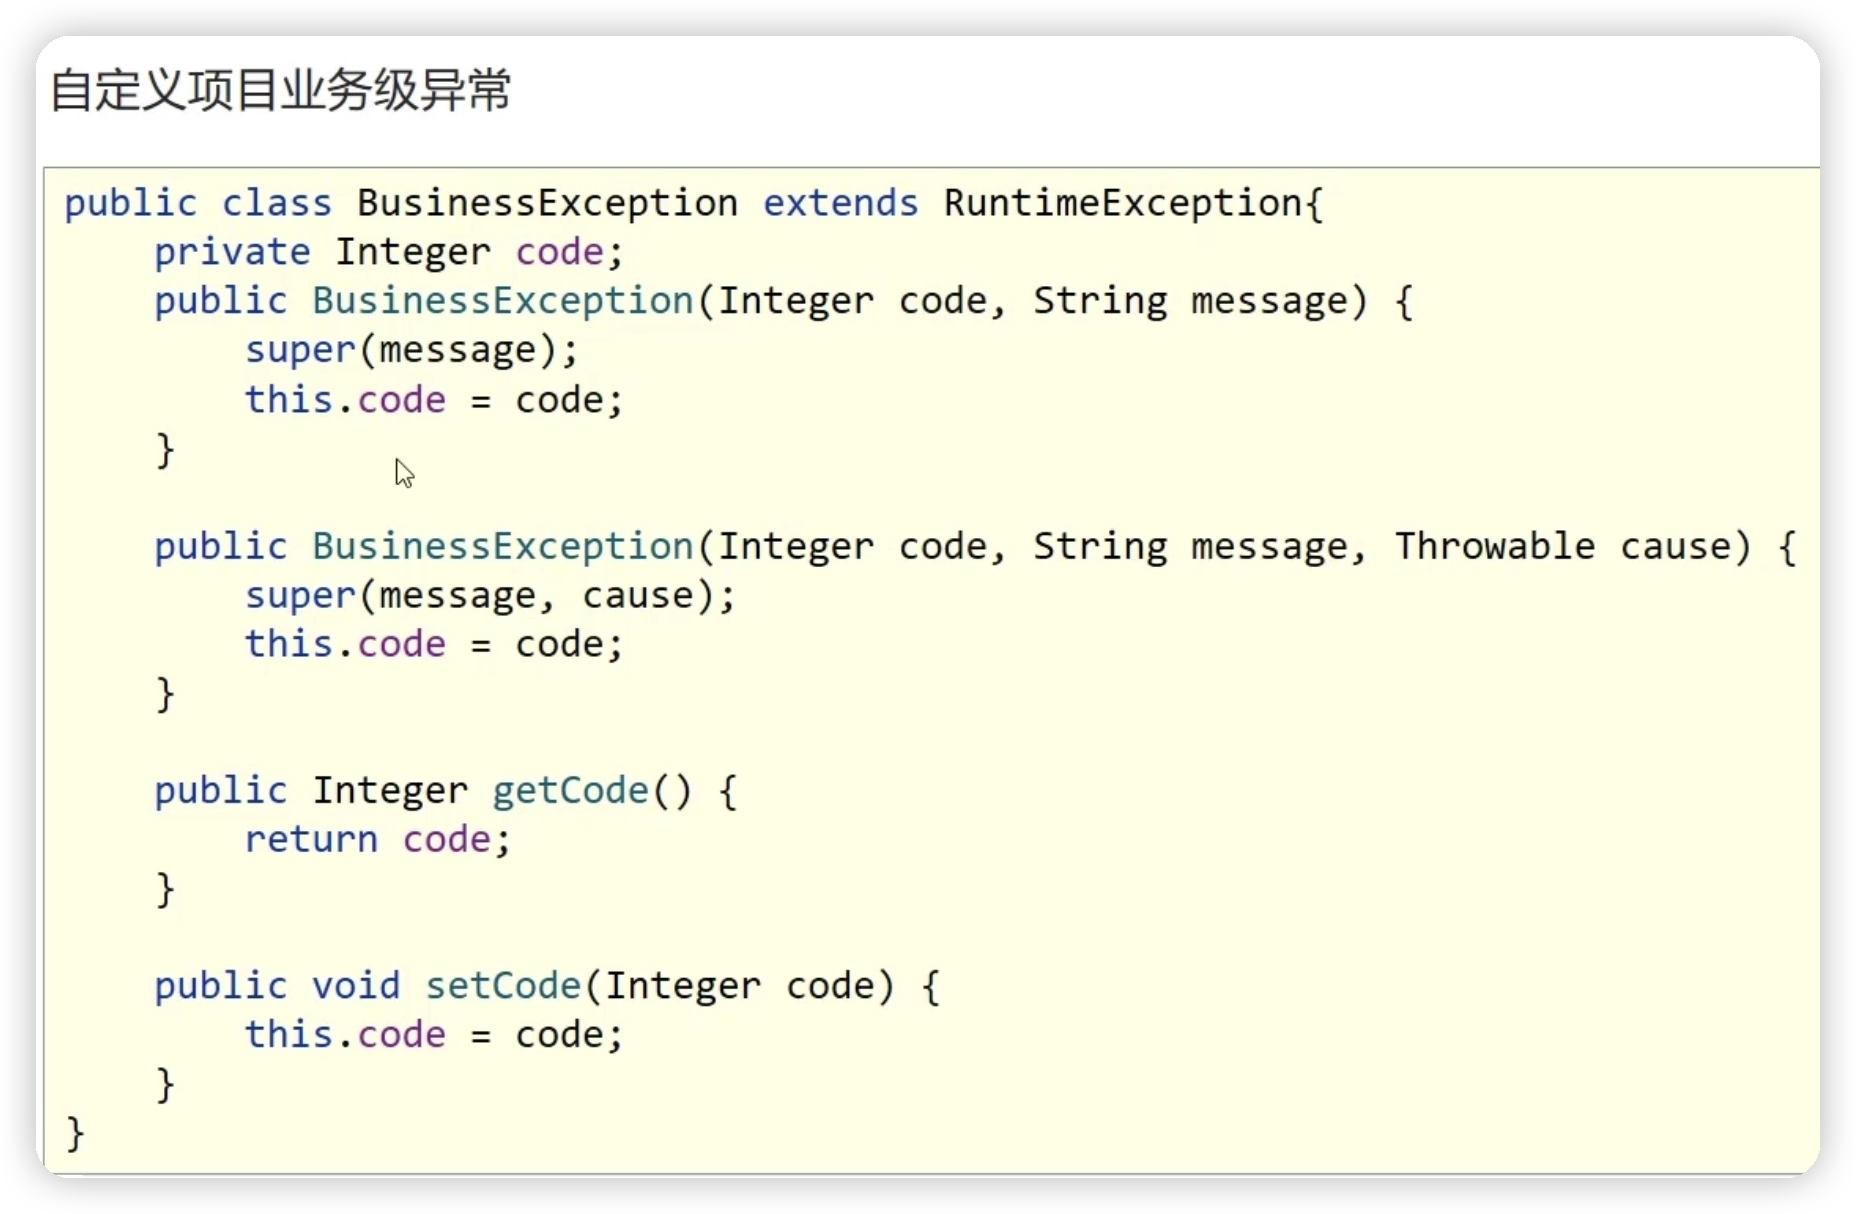 自定义项目业务级异常
public class BusinessException extends RuntimeException{
    private Integer code;
    public BusinessException(Integer code, String message) {
        super(message);
        this.code = code;
    }
    public BusinessException(Integer code, String message, Throwable cause) {
        super(message, cause);
        this.code = code;
    }
    public Integer getCode() {
        return code;
    }
    public void setCode(Integer code) {
        this.code = code;
    }
}